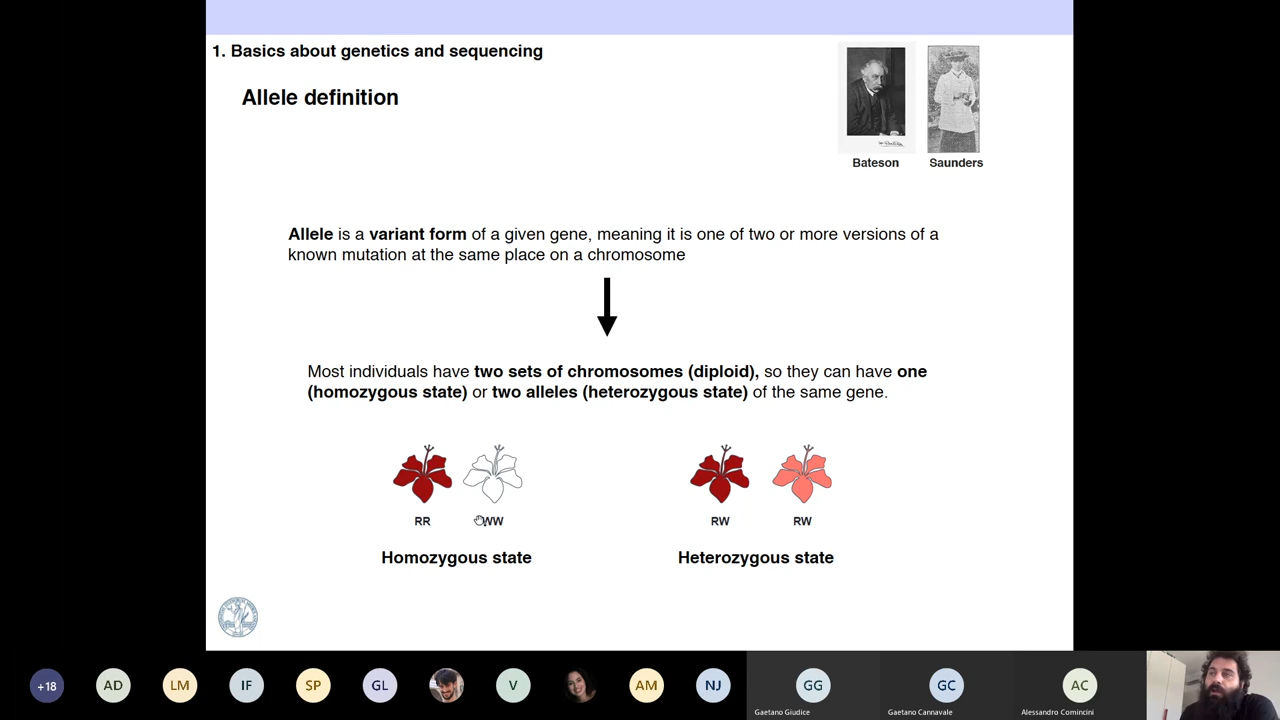 1. Basics about genetics and sequencing
Allele definition
Bateson
Saunders
Allele is a variant form of a given gene, meaning it is one of two or more versions of a
known mutation at the same place on a chromosome
Most individuals have two sets of chromosomes (diploid), so they can have one
(homozygous state) or two alleles (heterozygous state) of the same gene.
RR
WW
RW
RW
Homozygous state
Heterozygous state
+18
AD
LM
IF
SP
GL
V
AM
NJ
GG
GC
AC
Gaetano Giudice
Gaetano Cannavale
Alessandro Comincini